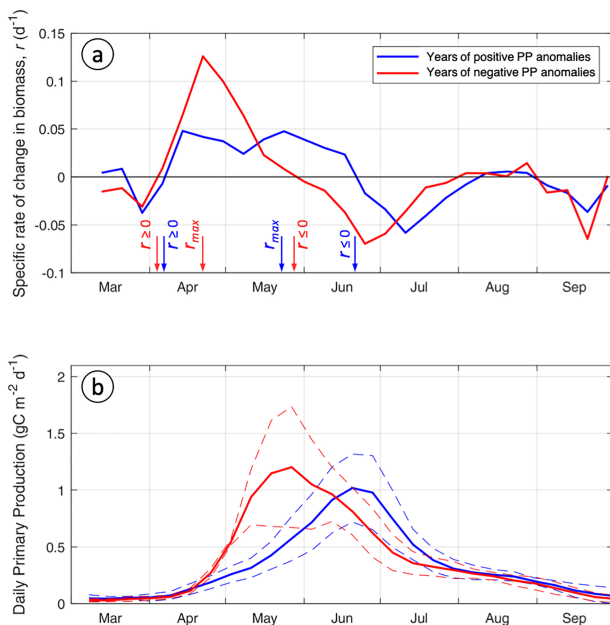 a
Specific rate of change in biomass, r (d⁻¹)
0.15
0.1
0.05
0
-0.05
-0.1
Years of positive PP anomalies
Years of negative PP anomalies
r ≥ 0
r ≥ 0
rₘₐₓ
rₘₐₓ
r ≤ 0
r ≤ 0
Mar Apr May Jun Jul Aug Sep
b
Daily Primary Production (gC m⁻² d⁻¹)
2
1.5
1
0.5
0
Mar Apr May Jun Jul Aug Sep